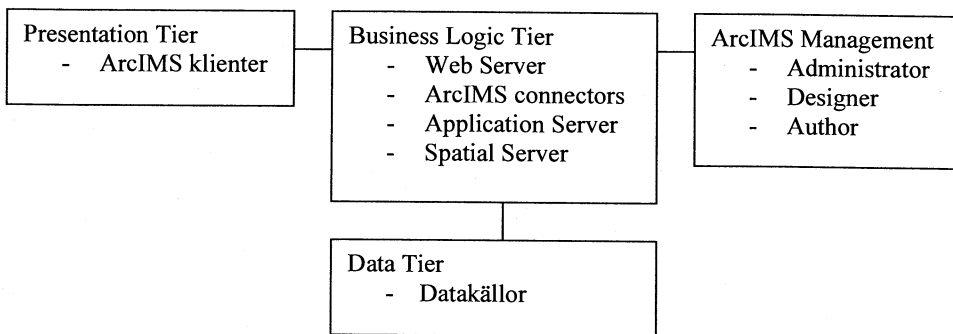 Presentation Tier
- ArcIMS klienter
Business Logic Tier
- Web Server
- ArcIMS connectors
- Application Server
- Spatial Server
ArcIMS Management
- Administrator
- Designer
- Author
Data Tier
- Datakällor